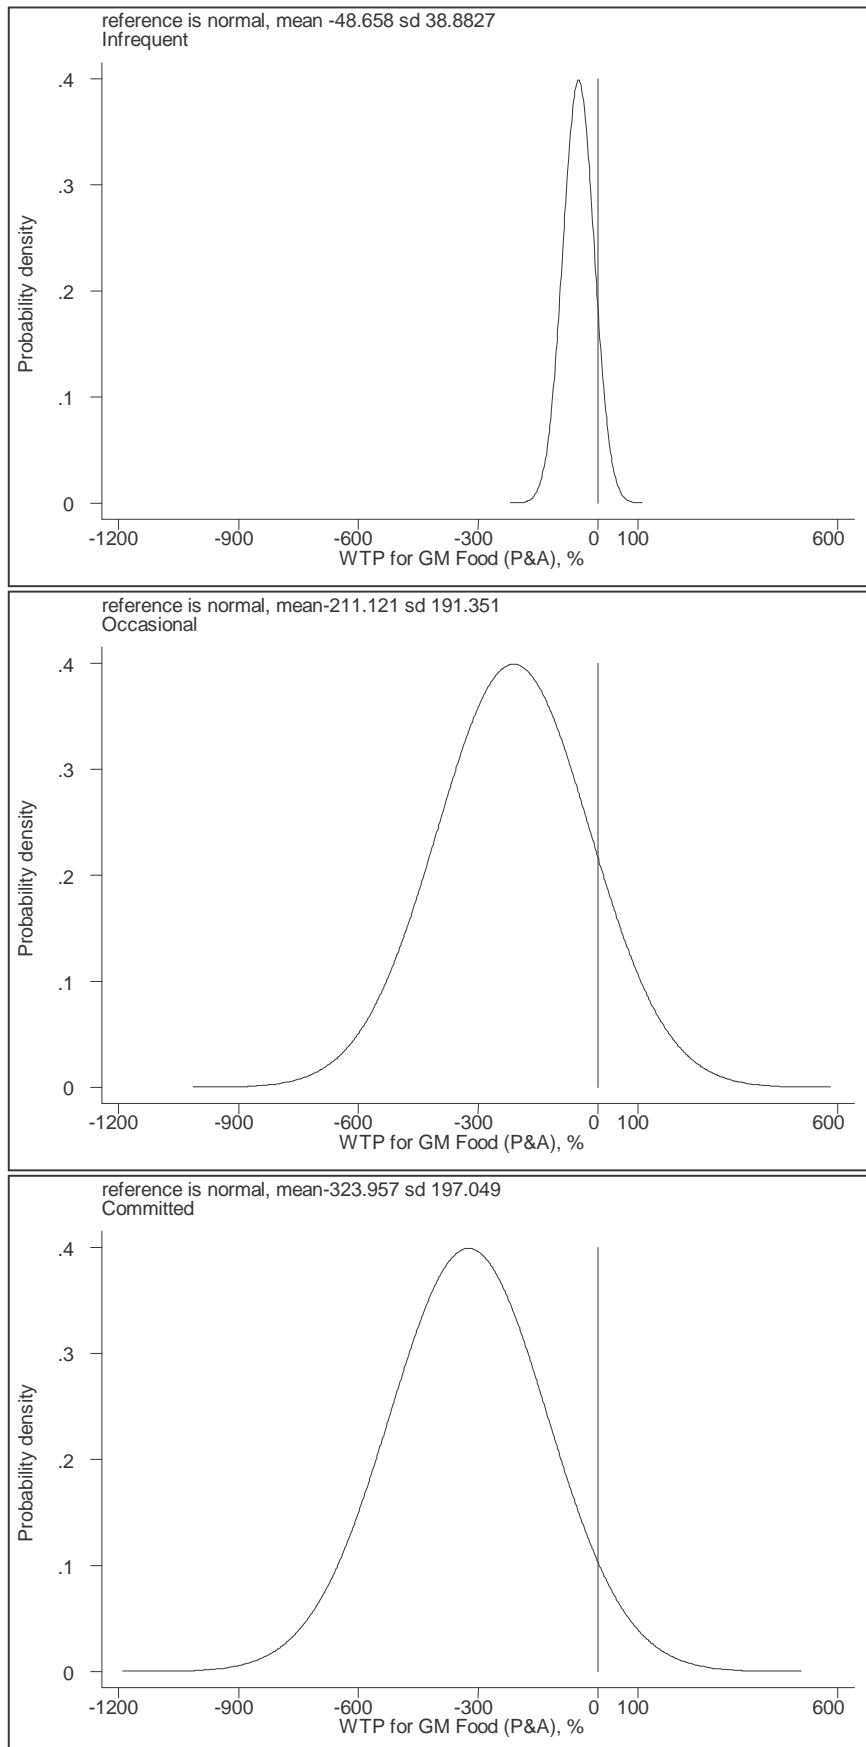 reference is normal, mean -48.658 sd 38.8827
Infrequent
Probability density
.4
.3
.2
.1
0
-1200 -900 -600 -300 0 100 600
WTP for GM Food (P&A), %
reference is normal, mean-211.121 sd 191.351
Occasional
Probability density
.4
.3
.2
.1
0
-1200 -900 -600 -300 0 100 600
WTP for GM Food (P&A), %
reference is normal, mean-323.957 sd 197.049
Committed
Probability density
.4
.3
.2
.1
0
-1200 -900 -600 -300 0 100 600
WTP for GM Food (P&A), %